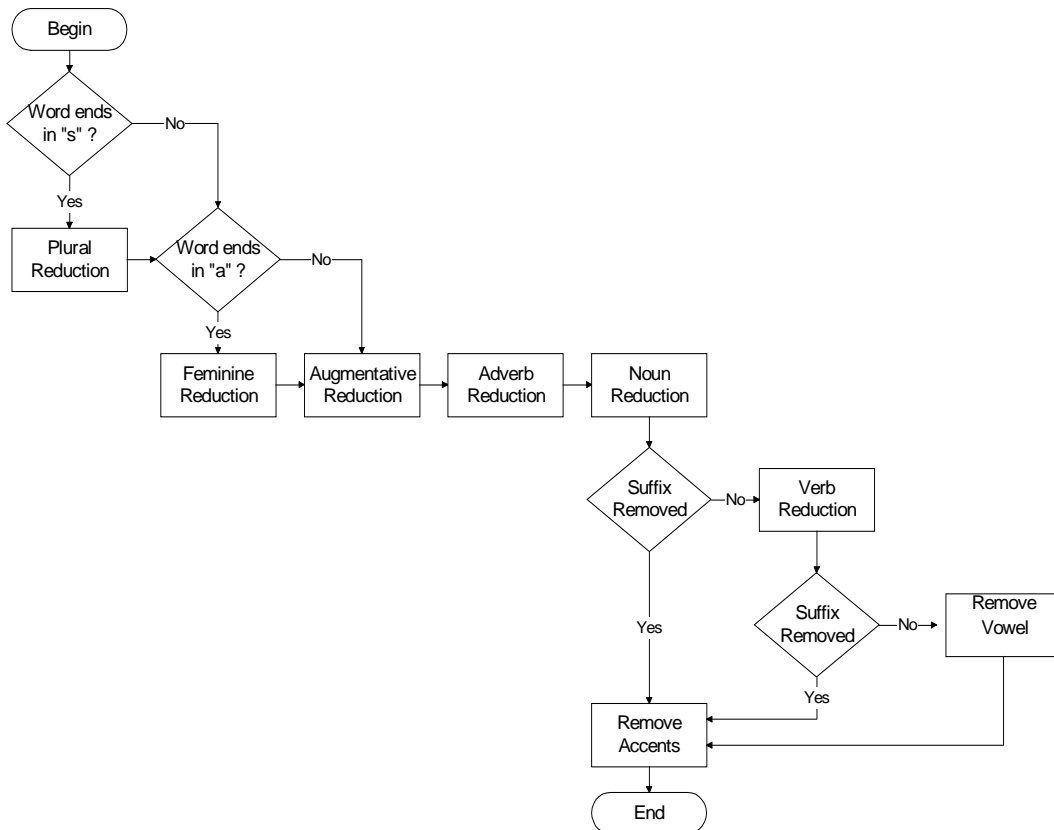 Begin
Word ends
in "s" ?
No
Yes
Plural
Reduction
Word ends
in "a" ?
No
Yes
Feminine
Reduction
Augmentative
Reduction
Adverb
Reduction
Noun
Reduction
Suffix
Removed
No
Verb
Reduction
Yes
Suffix
Removed
No
Remove
Vowel
Yes
Remove
Accents
End